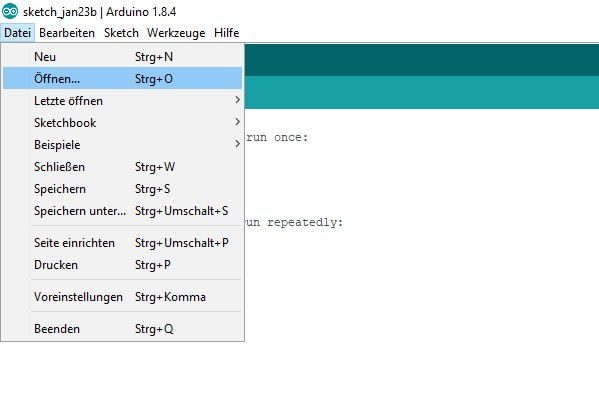 sketch_jan23b | Arduino 1.8.4
Datei Bearbeiten Sketch Werkzeuge Hilfe
Neu Strg+N
Öffnen... Strg+O
Letzte öffnen
Sketchbook
Beispiele
run once:
Schließen Strg+W
Speichern Strg+S
Speichern unter... Strg+Umschalt+S
run repeatedly:
Seite einrichten Strg+Umschalt+P
Drucken Strg+P
Voreinstellungen Strg+Komma
Beenden Strg+Q